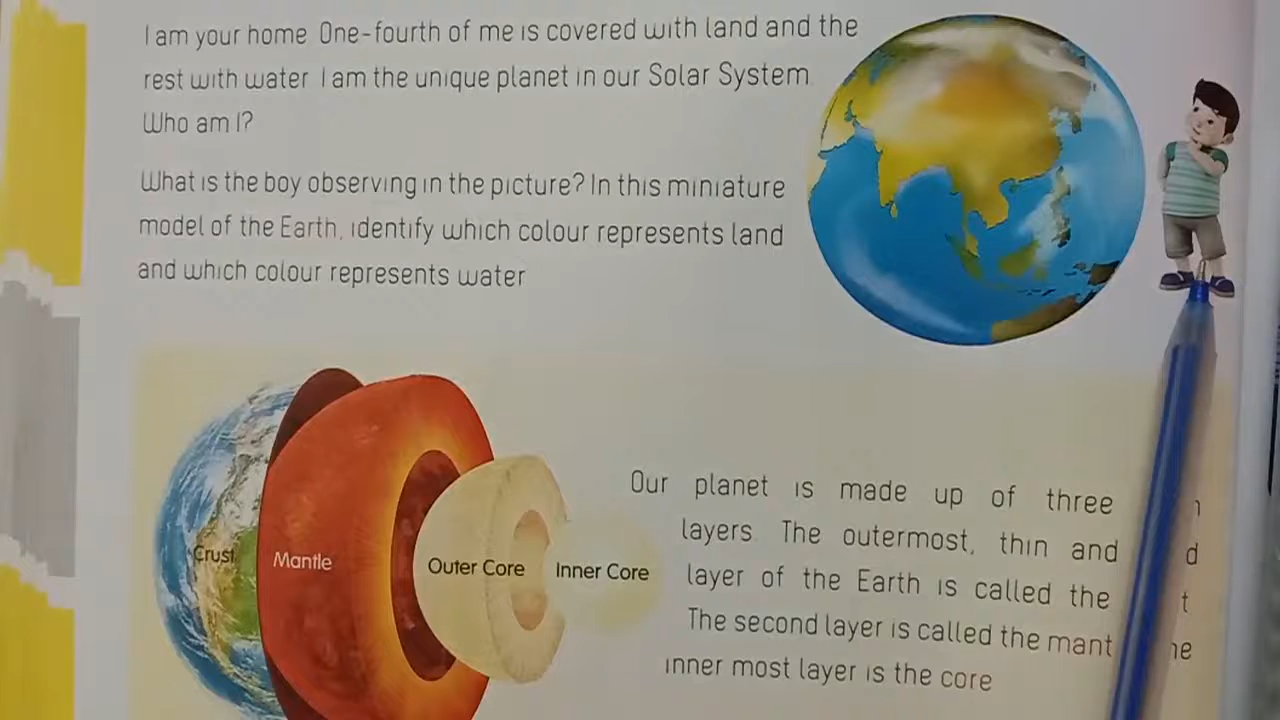 I am your home One-fourth of me is covered with land and the
rest with water I am the unique planet in our Solar System
Who am I?
What is the boy observing in the picture? In this miniature
model of the Earth, identify which colour represents land
and which colour represents water
Crust
Mantle
Outer Core
Inner Core
Our planet is made up of three
layers. The outermost, thin and
layer of the Earth is called the
The second layer is called the mant
inner most layer is the core